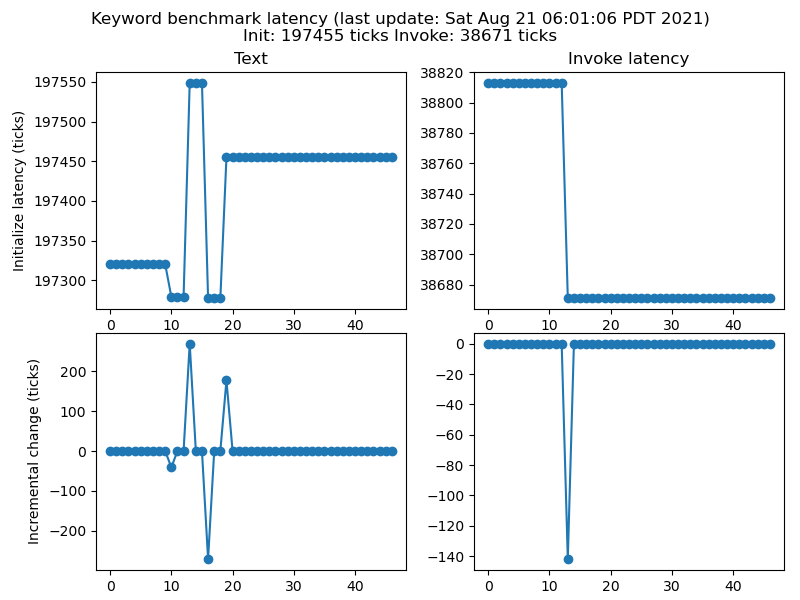 Keyword benchmark latency (last update: Sat Aug 21 06:01:06 PDT 2021)
Init: 197455 ticks Invoke: 38671 ticks
Text
Initialize latency (ticks)
197550
197500
197450
197400
197350
197300
0 10 20 30 40
Invoke latency
38820
38800
38780
38760
38740
38720
38700
38680
0 10 20 30 40
Incremental change (ticks)
200
100
0
−100
−200
0 10 20 30 40
0
−20
−40
−60
−80
−100
−120
−140
0 10 20 30 40